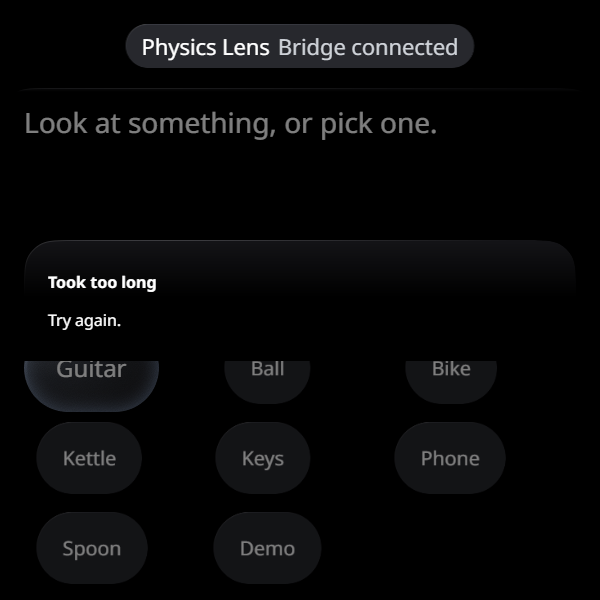 Physics Lens Bridge connected
Look at something, or pick one.
Took too long
Try again.
Guitar Ball Bike
Kettle Keys Phone
Spoon Demo